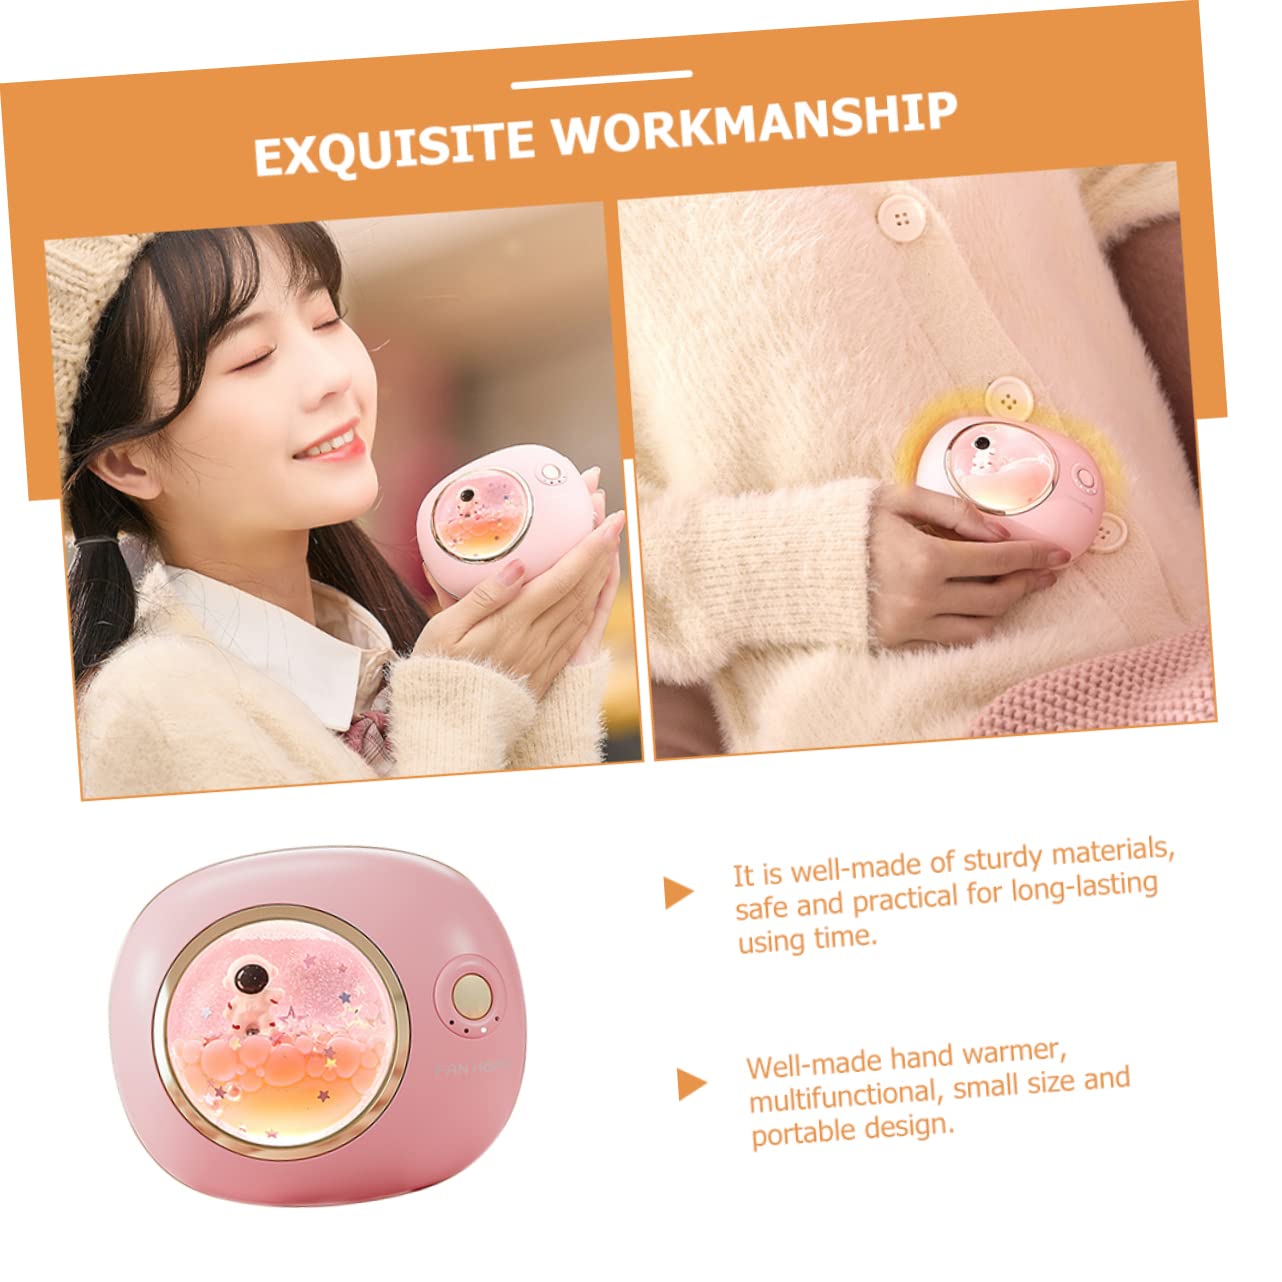 EXQUISITE WORKMANSHIP
It is well-made of sturdy materials,
safe and practical for long-lasting
using time.
Well-made hand warmer,
multifunctional, small size and
portable design.